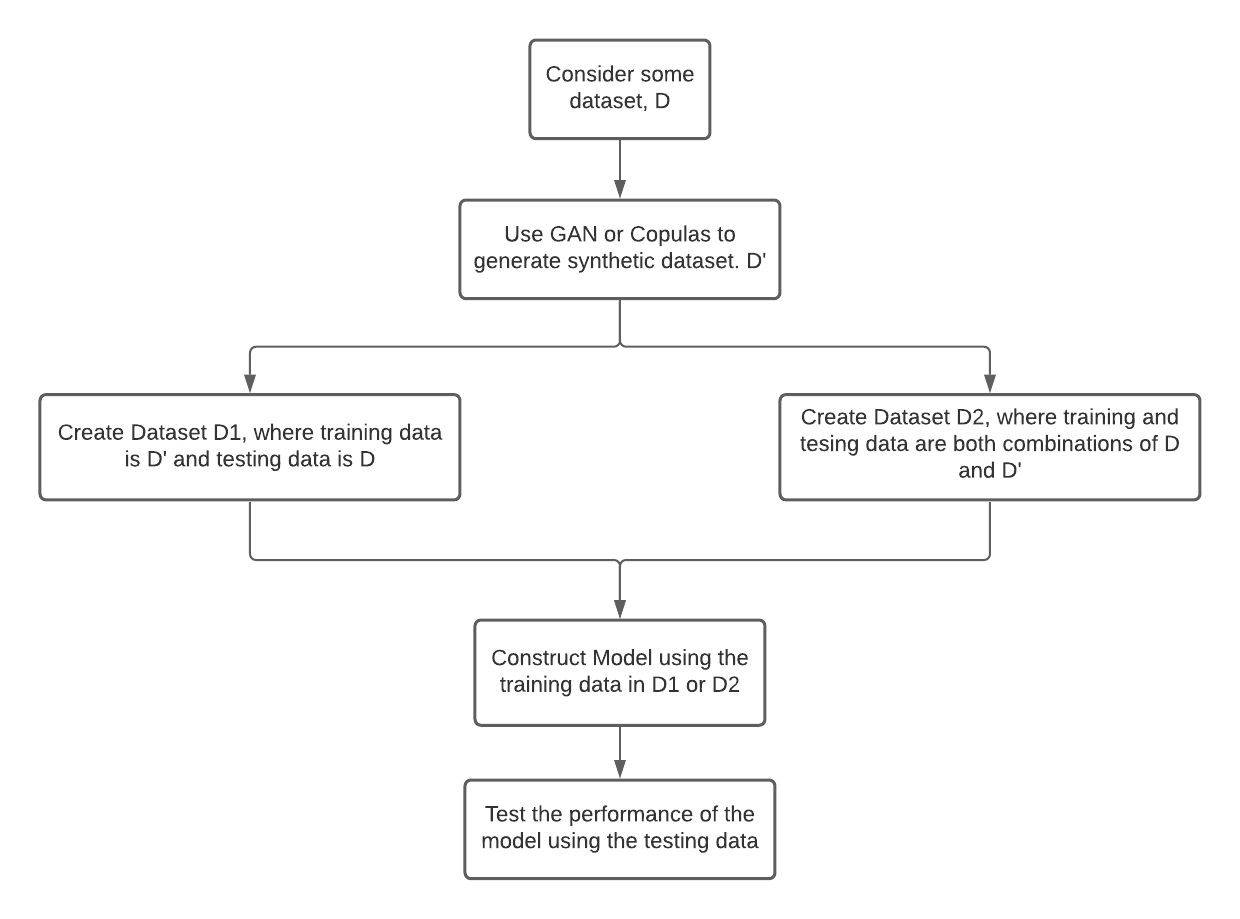 Consider some
dataset, D
Use GAN or Copulas to
generate synthetic dataset. D'
Create Dataset D1, where training data
is D' and testing data is D
Create Dataset D2, where training and
tesing data are both combinations of D
and D'
Construct Model using the
training data in D1 or D2
Test the performance of the
model using the testing data